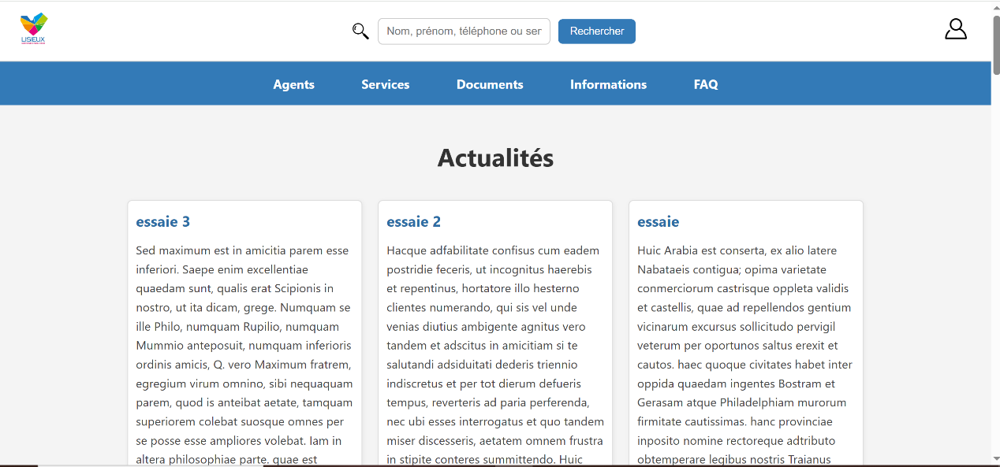 LISIEUX
Nom, prénom, téléphone ou ser
Rechercher
Agents
Services
Documents
Informations
FAQ
Actualités
essaie 3
Sed maximum est in amicitia parem esse
inferiori. Saepe enim excellentiae
quaedam sunt, qualis erat Scipionis in
nostro, ut ita dicam, grege. Numquam se
ille Philo, numquam Rupilio, numquam
Mummio anteposuit, numquam inferioris
ordinis amicis, Q. vero Maximum fratrem,
egregium virum omnino, sibi nequaquam
parem, quod is anteibat aetate, tamquam
superiorem colebat suosque omnes per
se posse esse ampliores volebat. Iam in
altera philosophiae parte. quae est
essaie 2
Hacque adfabilitate confisus cum eadem
postridie feceris, ut incognitus haerebis
et repentinus, hortatore illo hesterno
clientes numerando, qui sis vel unde
venias diutius ambigente agnitus vero
tandem et adscitus in amicitiam si te
salutandi adsiduitati dederis triennio
indiscretus et per tot dierum defueris
tempus, reverteris ad paria perferenda,
nec ubi esses interrogatus et quo tandem
miser discesseris, aetatem omnem frustra
in stipite conteres summittendo. Huic
essaie
Huic Arabia est conserta, ex alio latere
Nabataeis contigua; opima varietate
conmerciorum castrisque oppleta validis
et castellis, quae ad repellendos gentium
vicinarum excursus sollicitudo pervigil
veterum per oportunos saltus erexit et
cautos. haec quoque civitates habet inter
oppida quaedam ingentes Bostram et
Gerasam atque Philadelphiam murorum
firmitate cautissimas. hanc provinciae
inposito nomine rectoreque adtributo
obtemperare legibus nostris Traianus